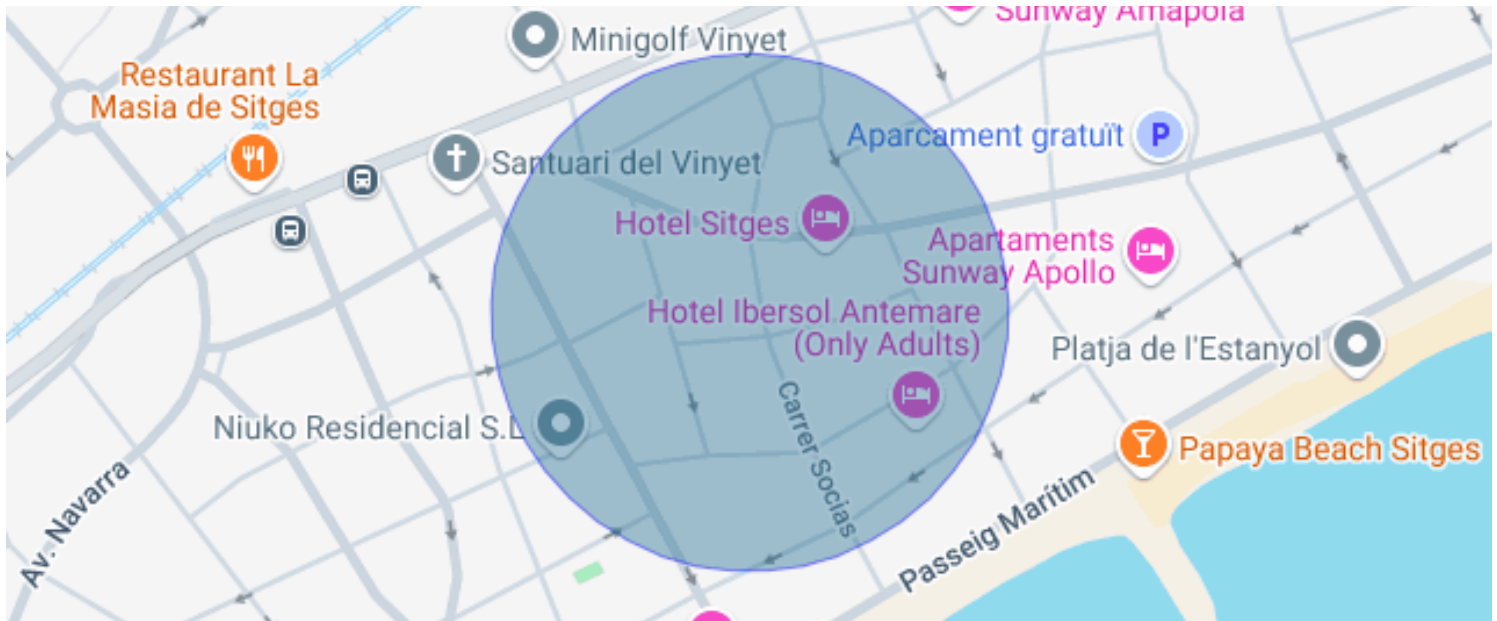 Sunway Amapola
Minigolf Vinyet
Restaurant La
Masia de Sitges
Aparcament gratuït
P
Santuari del Vinyet
Hotel Sitges
Apartaments
Sunway Apollo
Hotel Ibersol Antemare
(Only Adults)
Platja de l'Estanyol
Carrer Socias
Niuko Residencial S.L
Papaya Beach Sitges
Av. Navarra
Passeig Marítim